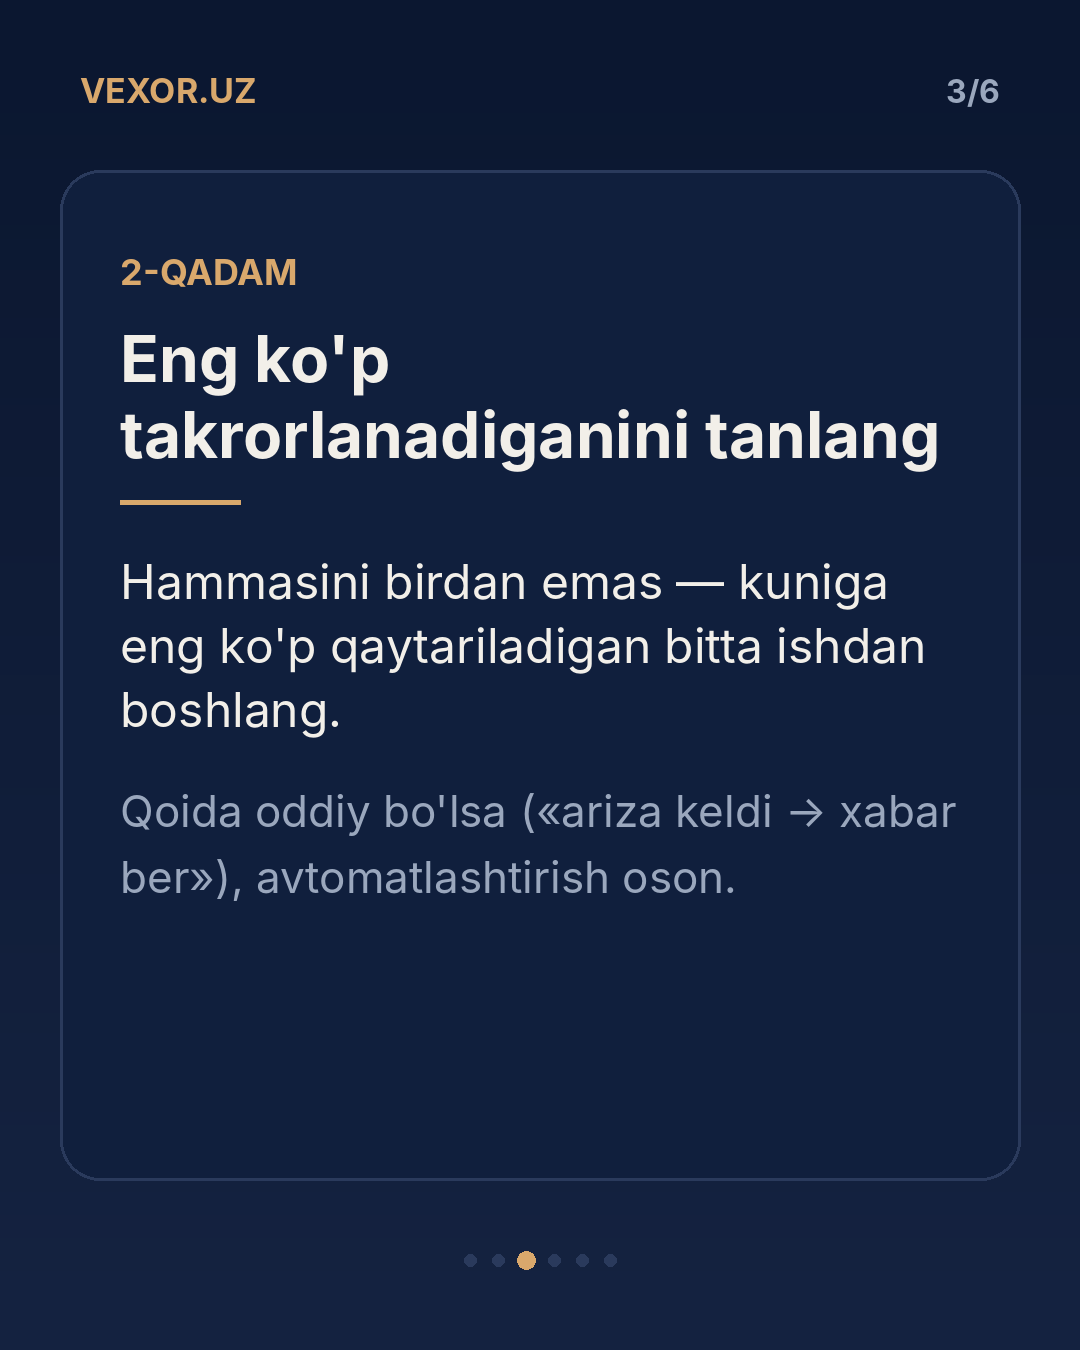 VEXOR.UZ
3/6
2-QADAM
Eng ko'p
takrorlanadiganini tanlang
Hammasini birdan emas — kuniga
eng ko'p qaytariladigan bitta ishdan
boshlang.
Qoida oddiy bo'lsa («ariza keldi → xabar
ber»), avtomatlashtirish oson.